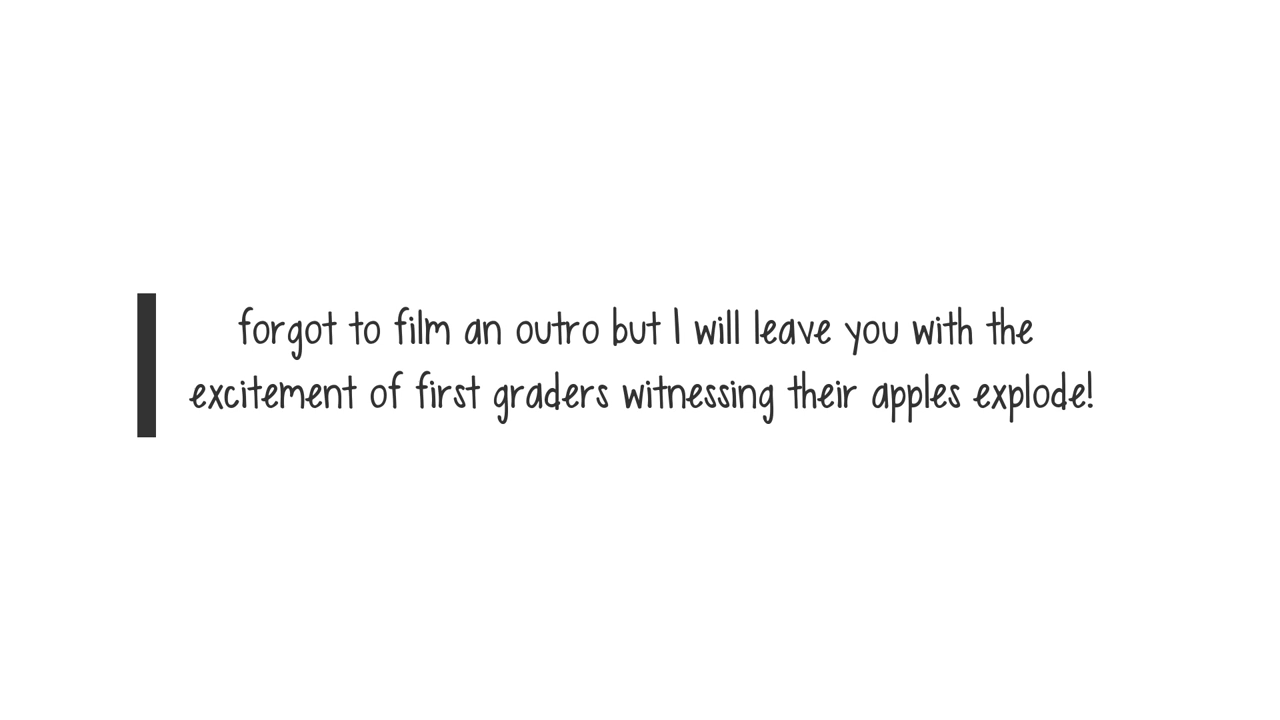 forgot to film an outro but I will leave you with the
excitement of first graders witnessing their apples explode!